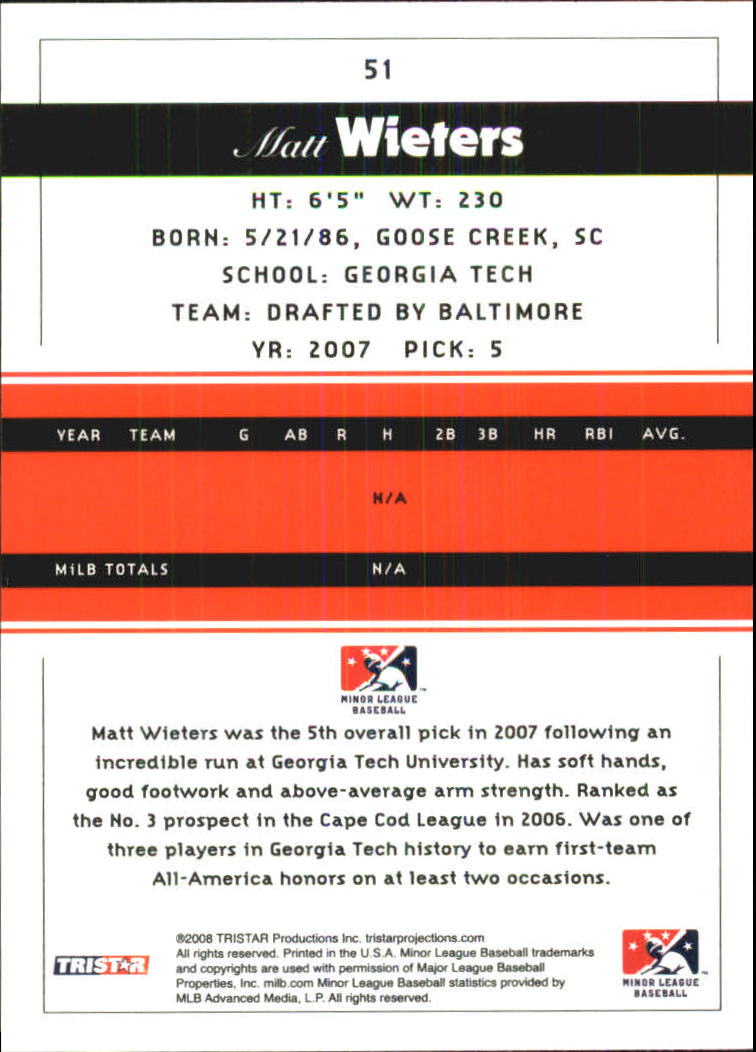 51
Matt Wieters
HT: 6'5" WT: 230
BORN: 5/21/86, GOOSE CREEK, SC
SCHOOL: GEORGIA TECH
TEAM: DRAFTED BY BALTIMORE
YR: 2007 PICK: 5
YEAR TEAM G AB R H 2B 3B HR RBI AVG.
N/A
MiLB TOTALS N/A
MINOR LEAGUE
BASEBALL
Matt Wieters was the 5th overall pick in 2007 following an
incredible run at Georgia Tech University. Has soft hands,
good footwork and above-average arm strength. Ranked as
the No. 3 prospect in the Cape Cod League in 2006. Was one of
three players in Georgia Tech history to earn first-team
All-America honors on at least two occasions.
®2008 TRISTAR Productions Inc. tristarprojections.com
All rights reserved. Printed in the U.S.A. Minor League Baseball trademarks
and copyrights are used with permission of Major League Baseball
Properties, Inc. milb.com Minor League Baseball statistics provided by
MLB Advanced Media, L.P. All rights reserved.
TRISTAR
MINOR LEAGUE
BASEBALL